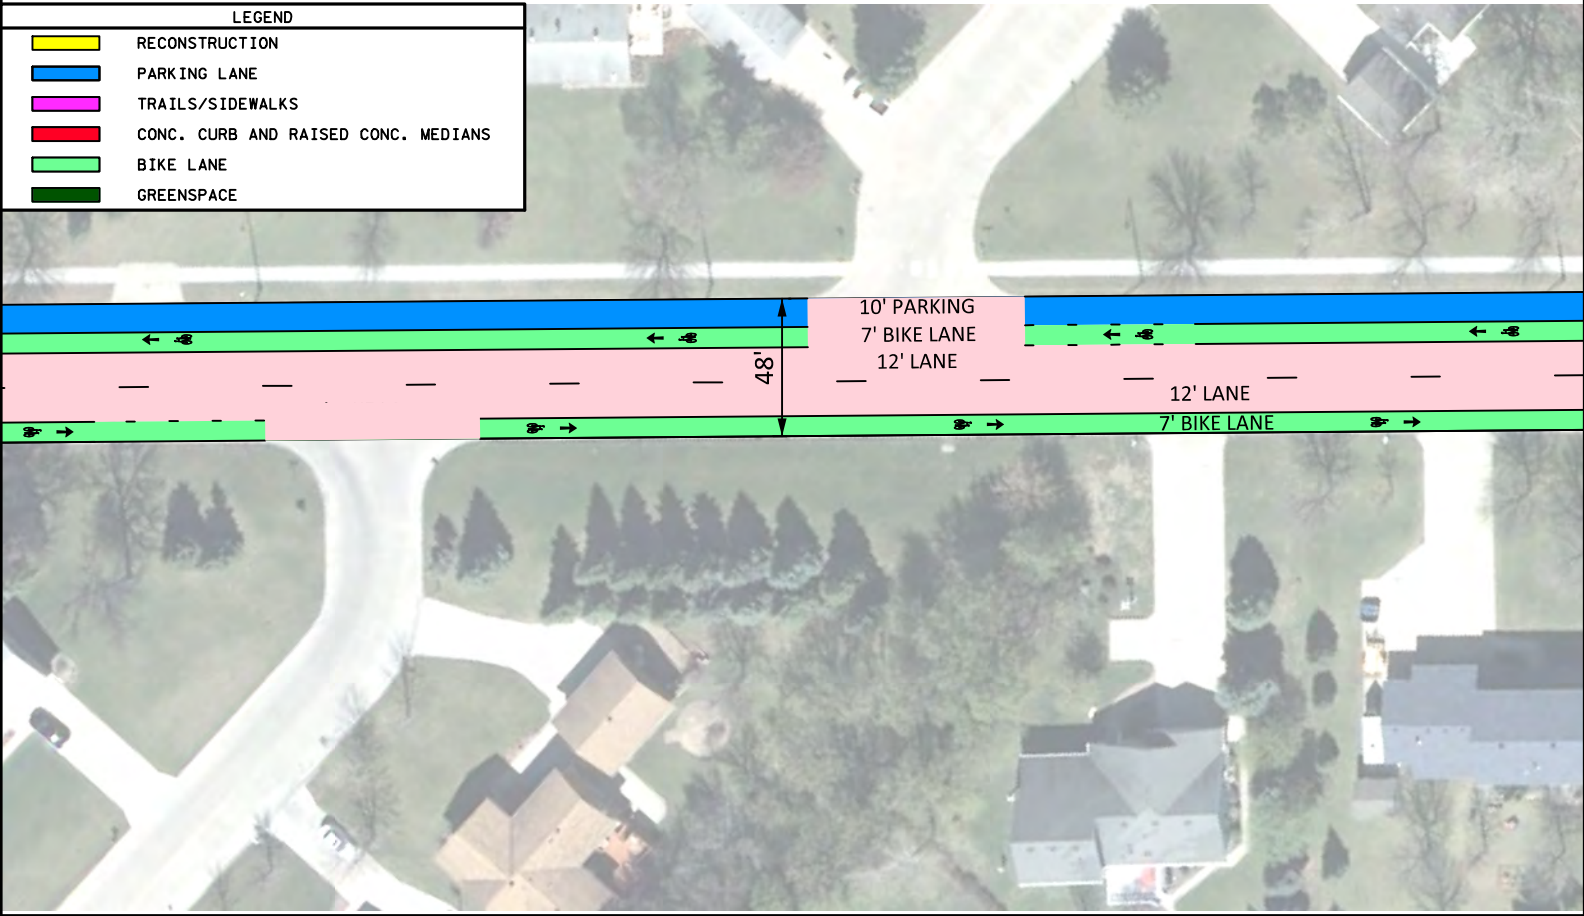 LEGEND
RECONSTRUCTION
PARKING LANE
TRAILS/SIDEWALKS
CONC. CURB AND RAISED CONC. MEDIANS
BIKE LANE
GREENSPACE
10' PARKING
7' BIKE LANE
12' LANE
48'
12' LANE
7' BIKE LANE